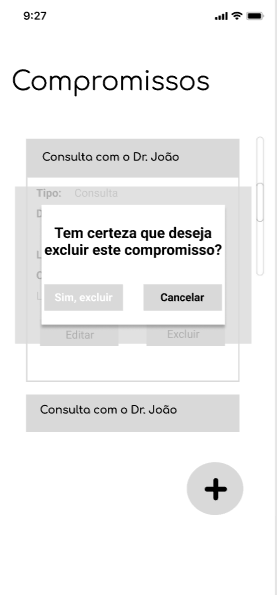 9:27
Compromissos
Consulta com o Dr. João
Tipo: Consulta
D
Tem certeza que deseja
excluir este compromisso?
L
C
L
Sim, excluir Cancelar
Editar Excluir
Consulta com o Dr. João